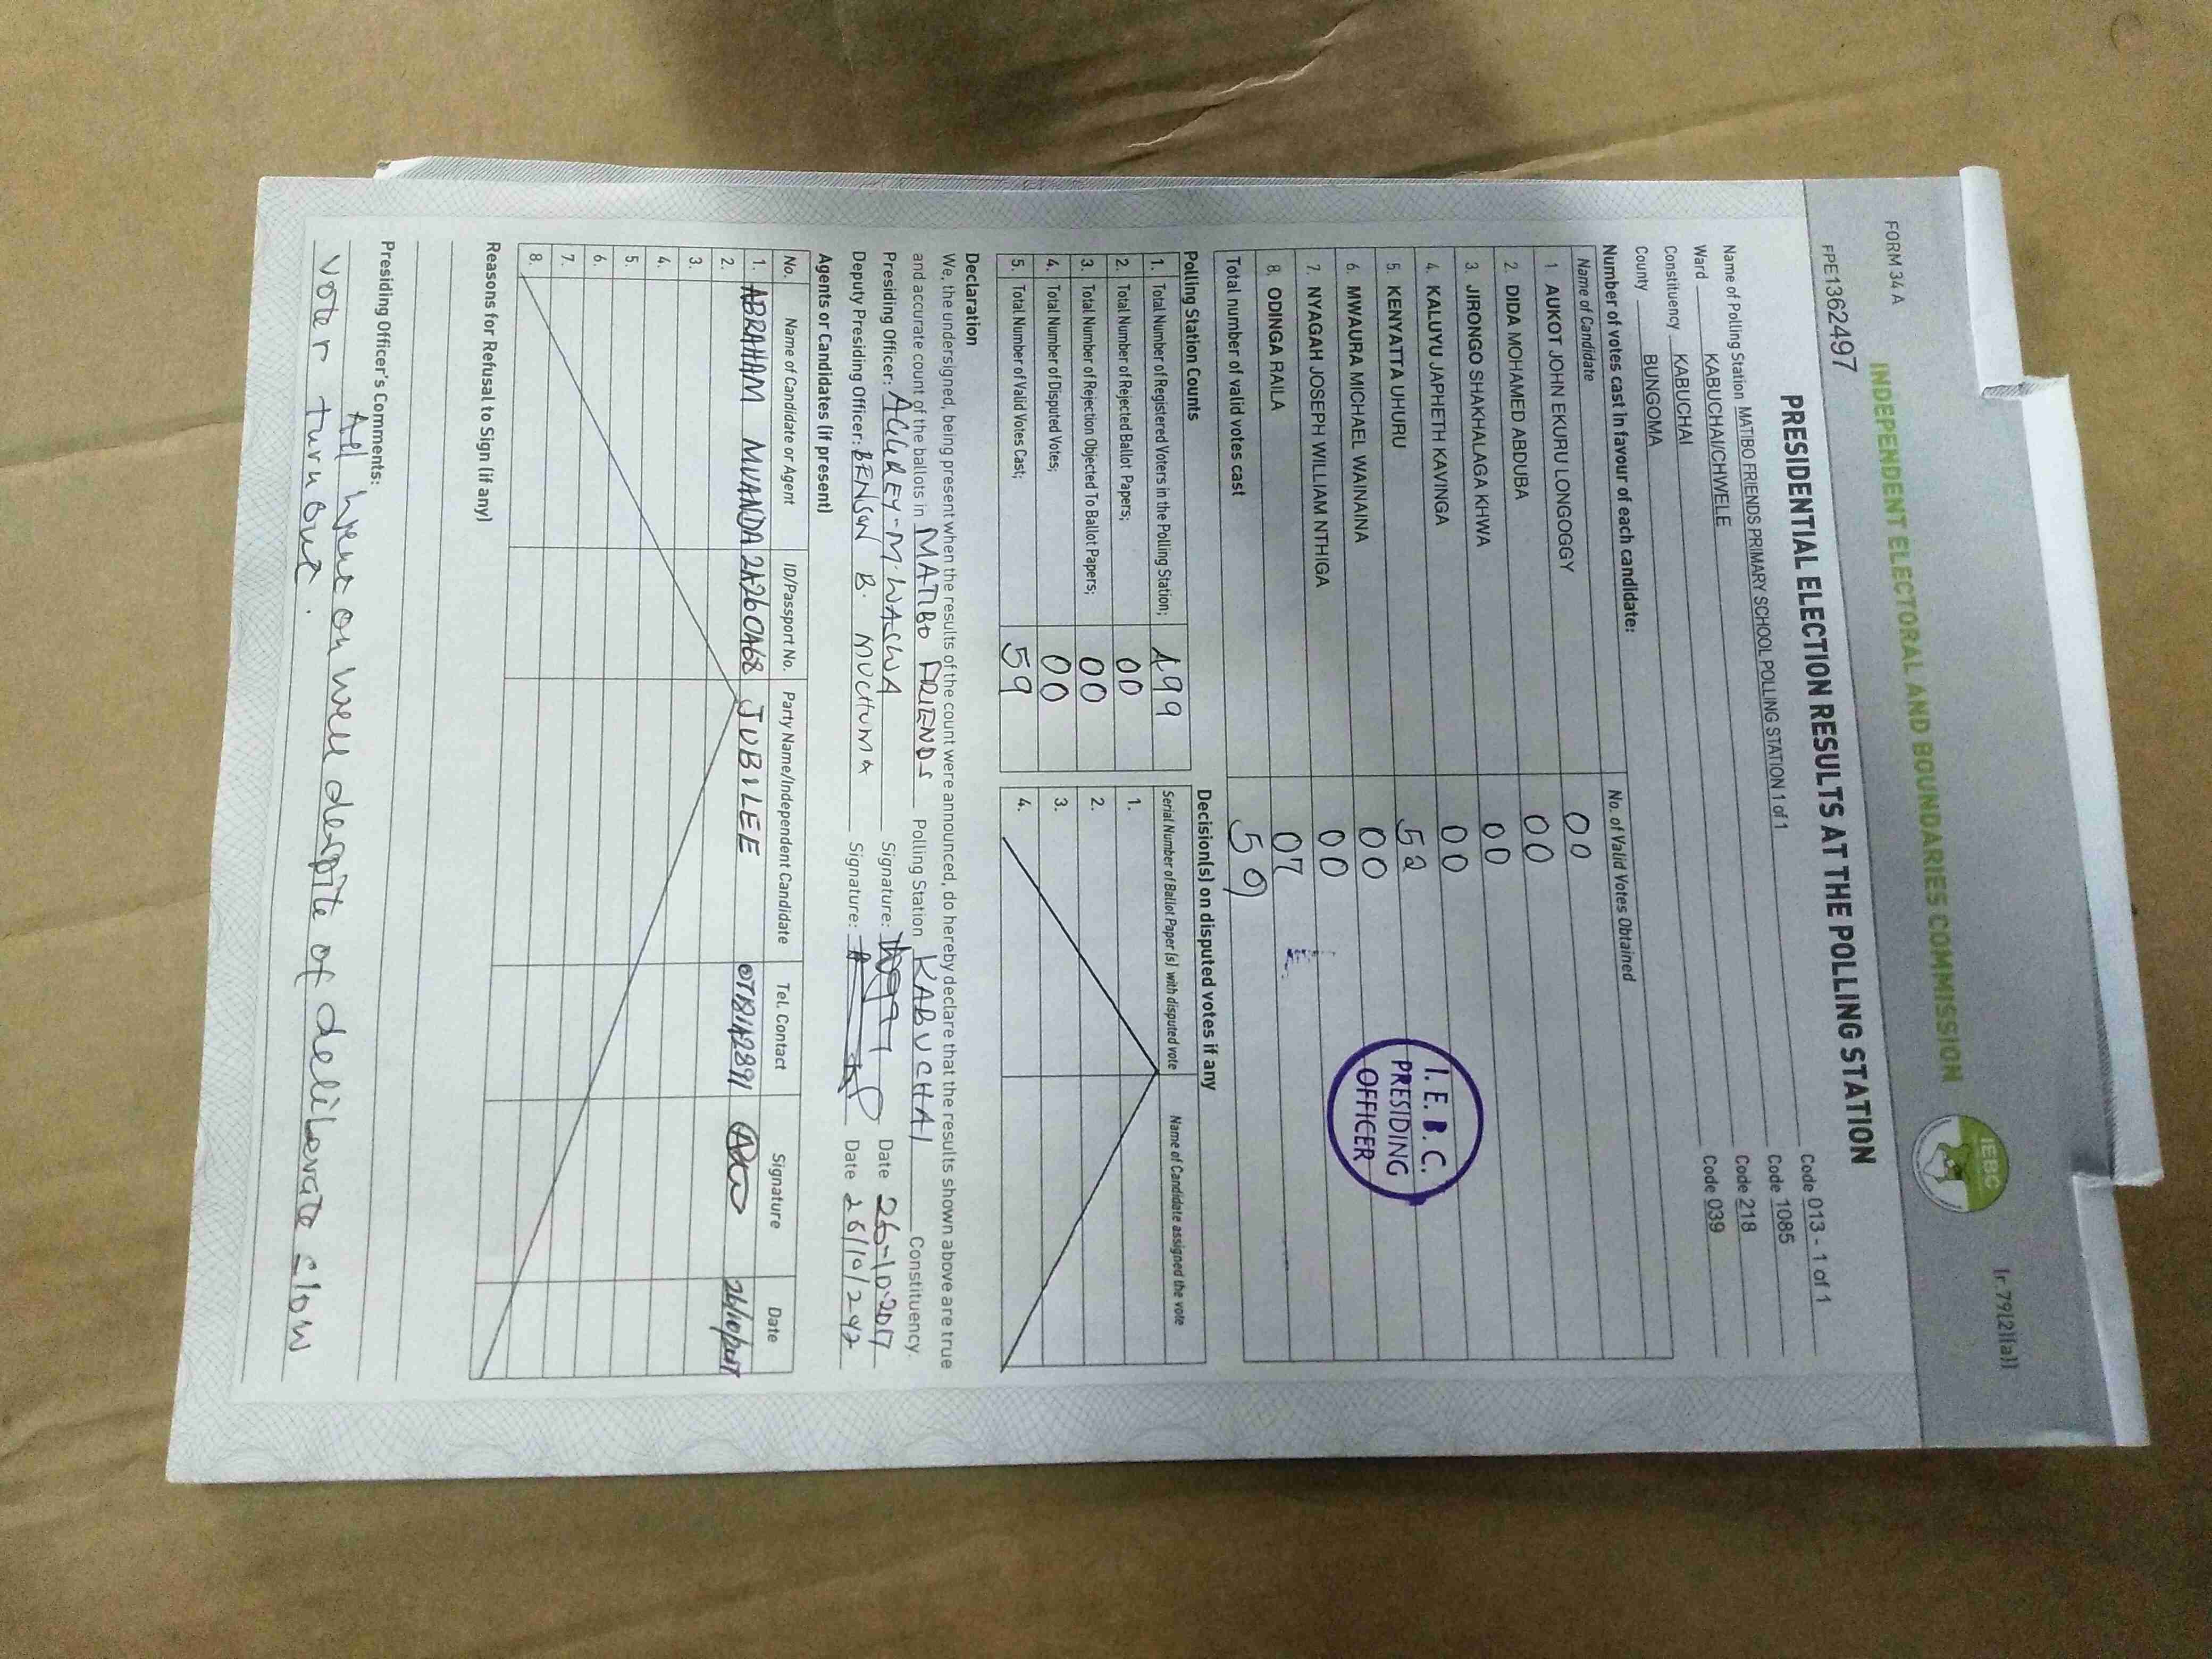 FORM 34 A
[r.79(2)(a)]
INDEPENDENT ELECTORAL AND BOUNDARIES COMMISSION
IEBC
FPE1362497
PRESIDENTIAL ELECTION RESULTS AT THE POLLING STATION
Name of Polling Station MATIBO FRIENDS PRIMARY SCHOOL POLLING STATION 1 of 1 Code 013 - 1 of 1
Ward KABUCHAI/CHWELE Code 1085
Constituency KABUCHAI Code 218
County BUNGOMA Code 039
Number of votes cast in favour of each candidate:
Name of Candidate No. of Valid Votes Obtained
1. AUKOT JOHN EKURU LONGOGGY 00
2. DIDA MOHAMED ABDUBA 00
3. JIRONGO SHAKHALAGA KHWA 00
4. KALUYU JAPHETH KAVINGA 00
5. KENYATTA UHURU 52
6. MWAURA MICHAEL WAINAINA 00
7. NYAGAH JOSEPH WILLIAM NTHIGA 00
8. ODINGA RAILA 07
Total number of valid votes cast 59
I.E.B.C.
PRESIDING
OFFICER
Polling Station Counts
1. Total Number of Registered Voters in the Polling Station; 199
2. Total Number of Rejected Ballot Papers; 00
3. Total Number of Rejection Objected To Ballot Papers; 00
4. Total Number of Disputed Votes; 00
5. Total Number of Valid Votes Cast; 59
Decision(s) on disputed votes if any
Serial Number of Ballot Paper (s) with disputed vote Name of Candidate assigned the vote
1.
2.
3.
4.
Declaration
We, the undersigned, being present when the results of the count were announced, do hereby declare that the results shown above are true
and accurate count of the ballots in MATIBO FRIENDS Polling Station KABUCHAI Constituency.
Presiding Officer: AGGREY-M-WASWA Signature: Date 26-10-2017
Deputy Presiding Officer: BENSON B. MUCHUMA Signature: Date 26/10/2017
Agents or Candidates (if present)
No. Name of Candidate or Agent ID/Passport No. Party Name/Independent Candidate Tel. Contact Signature Date
1. ABRAHAM MWANDA JUBILEE 26/10/2017
2.
3.
4.
5.
6.
7.
8.
Reasons for Refusal to Sign (if any)
Presiding Officer's Comments:
All went on well despite of deliberate slow
voter turn out.